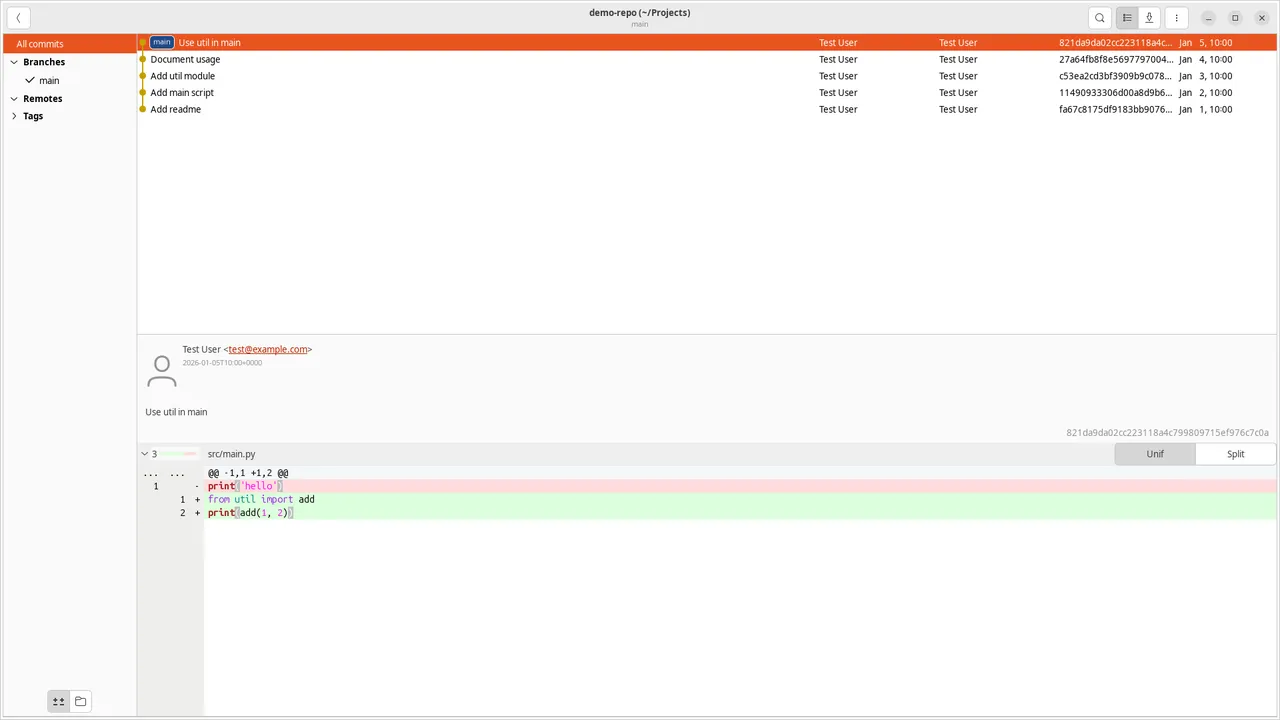 demo-repo (~/Projects)
main
All commits
Branches
main
Remotes
Tags
main Use util in main Test User Test User 821da9da02cc223118a4c... Jan 5, 10:00
Document usage Test User Test User 27a64fb8f8e5697797004... Jan 4, 10:00
Add util module Test User Test User c53ea2cd3bf3909b9c078... Jan 3, 10:00
Add main script Test User Test User 11490933306d00a8d9b6... Jan 2, 10:00
Add readme Test User Test User fa67c8175df9183bb9076... Jan 1, 10:00
Test User <test@example.com>
2026-01-05T10:00+0000
Use util in main
821da9da02cc223118a4c799809715ef976c7c0a
3 src/main.py Unif Split
... ... @@ -1,1 +1,2 @@
1 - print('hello')
1 + from util import add
2 + print(add(1, 2))